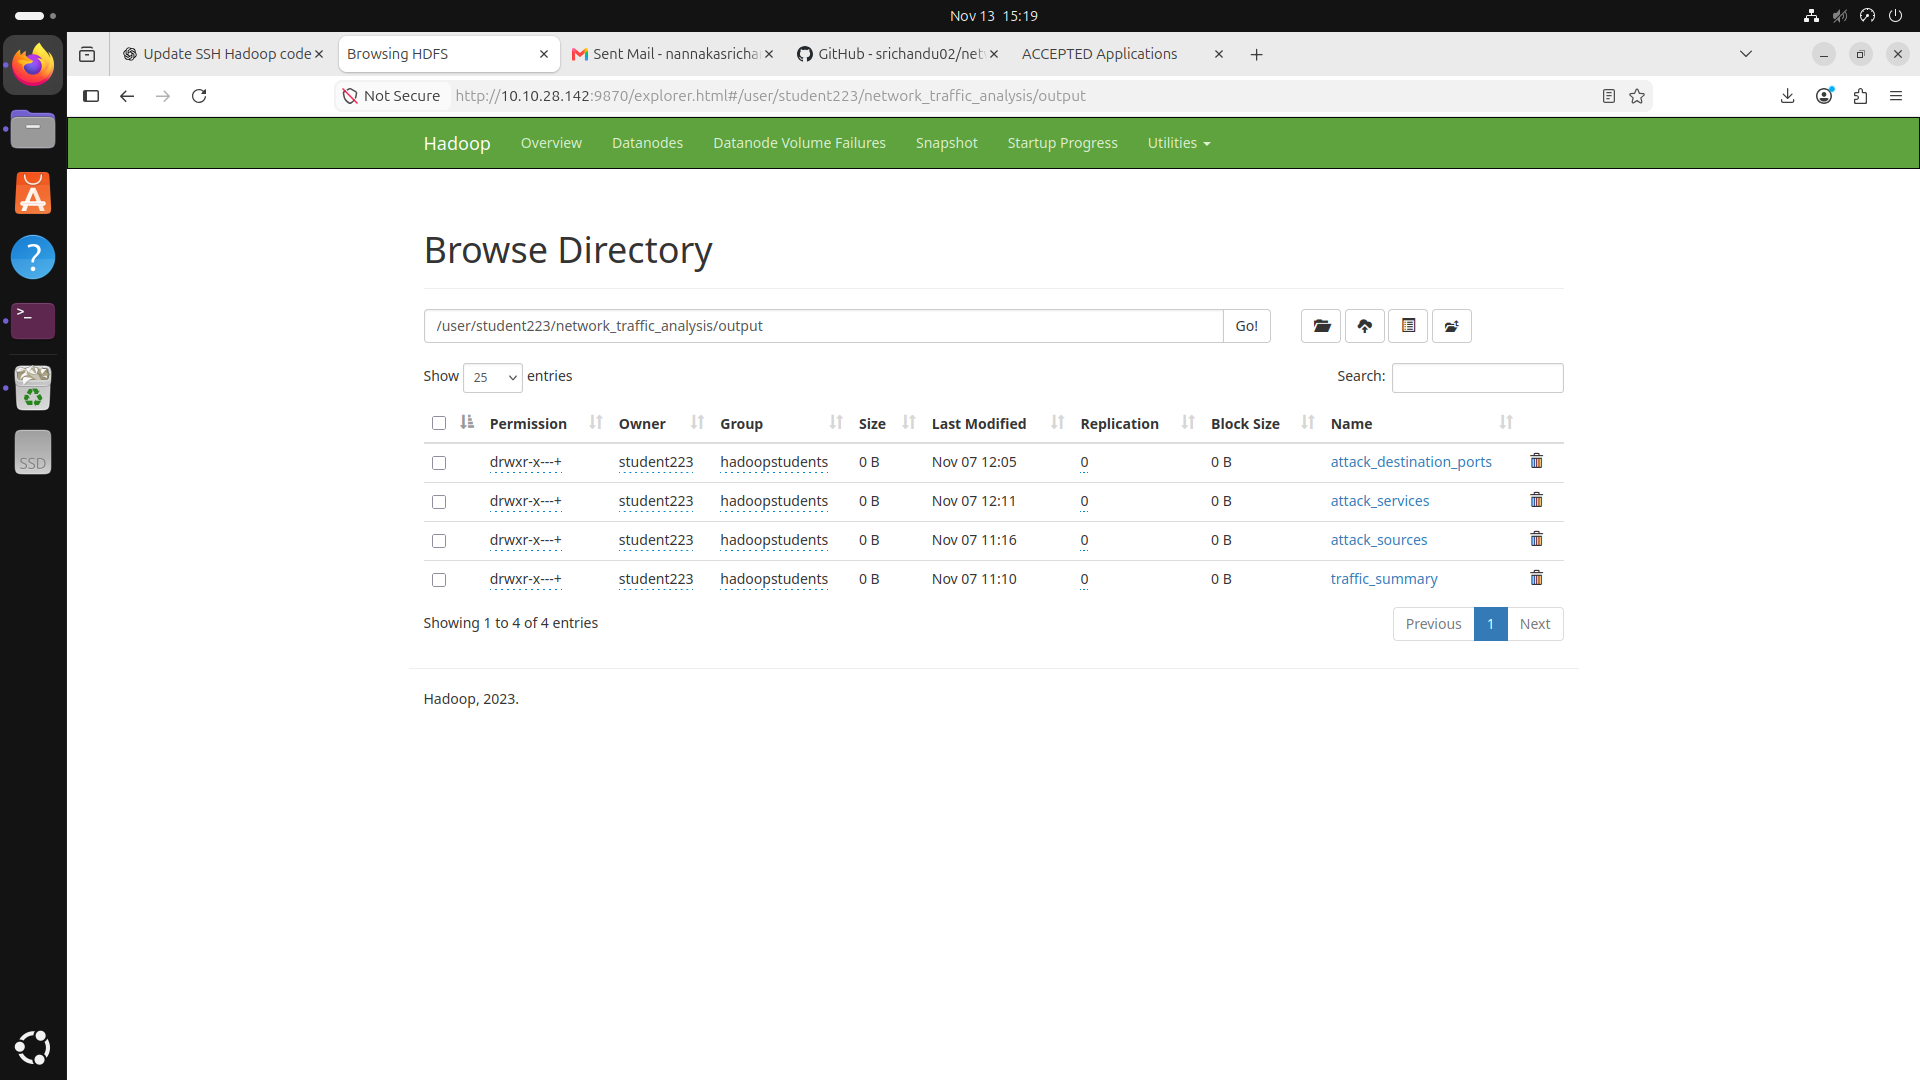 Nov 13 15:19
Update SSH Hadoop code
Browsing HDFS
Sent Mail - nannakasricha
GitHub - srichandu02/net
ACCEPTED Applications
Not Secure
http://10.10.28.142:9870/explorer.html#/user/student223/network_traffic_analysis/output
Hadoop Overview Datanodes Datanode Volume Failures Snapshot Startup Progress Utilities
Browse Directory
/user/student223/network_traffic_analysis/output Go!
Show 25 entries Search:
Permission Owner Group Size Last Modified Replication Block Size Name
drwxr-x---+ student223 hadoopstudents 0 B Nov 07 12:05 0 0 B attack_destination_ports
drwxr-x---+ student223 hadoopstudents 0 B Nov 07 12:11 0 0 B attack_services
drwxr-x---+ student223 hadoopstudents 0 B Nov 07 11:16 0 0 B attack_sources
drwxr-x---+ student223 hadoopstudents 0 B Nov 07 11:10 0 0 B traffic_summary
Showing 1 to 4 of 4 entries Previous 1 Next
Hadoop, 2023.
SSD